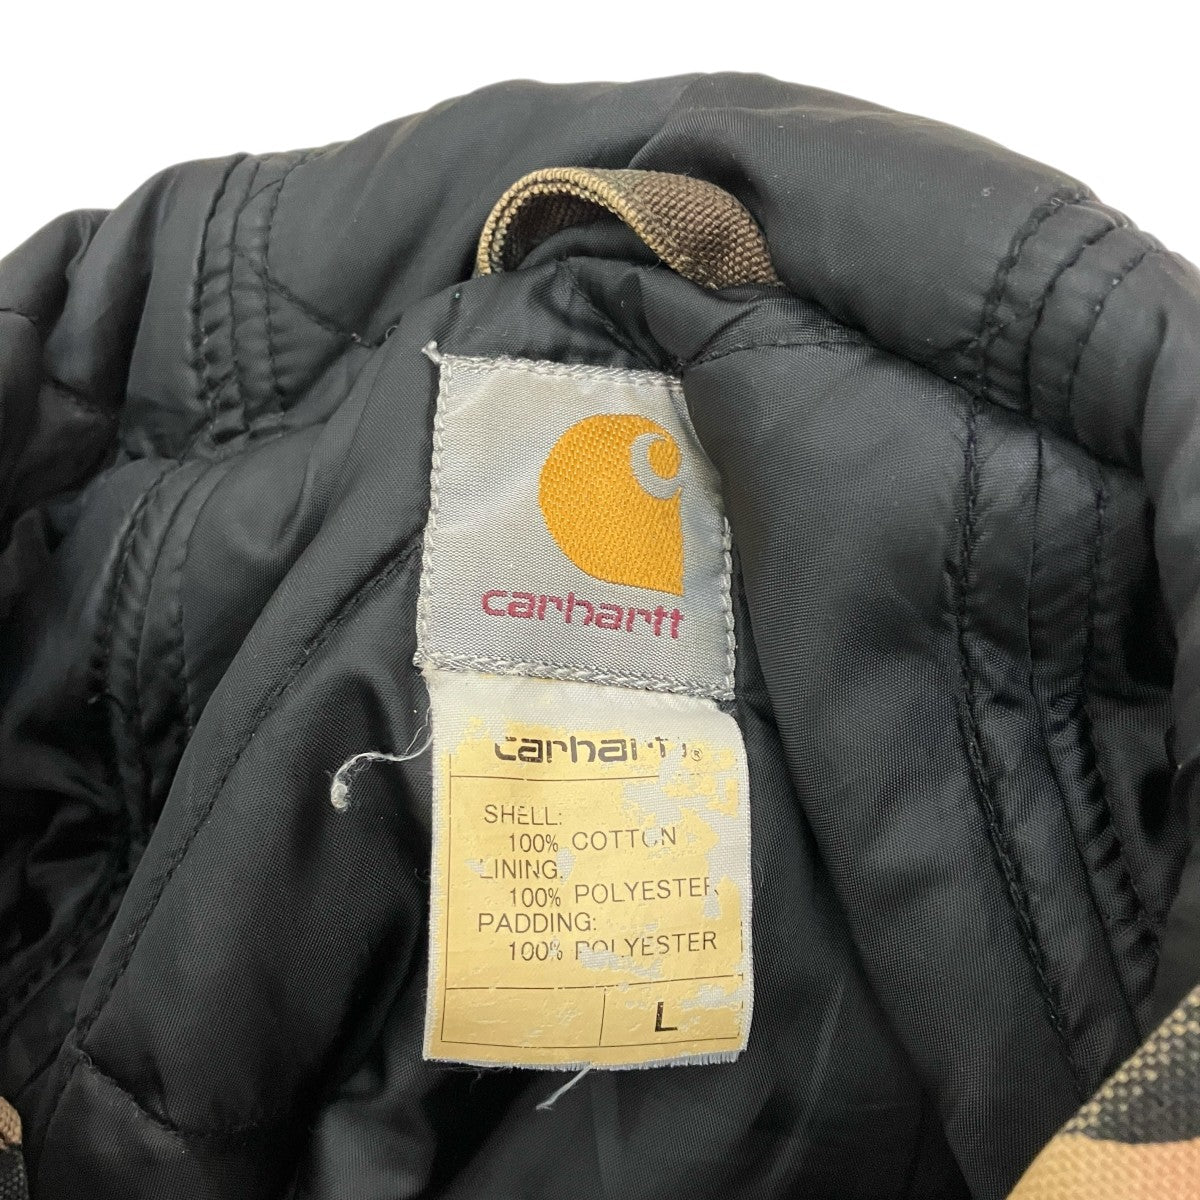 carhartt
carhartt®
SHELL:
100% COTTON
LINING:
100% POLYESTER
PADDING:
100% POLYESTER
L